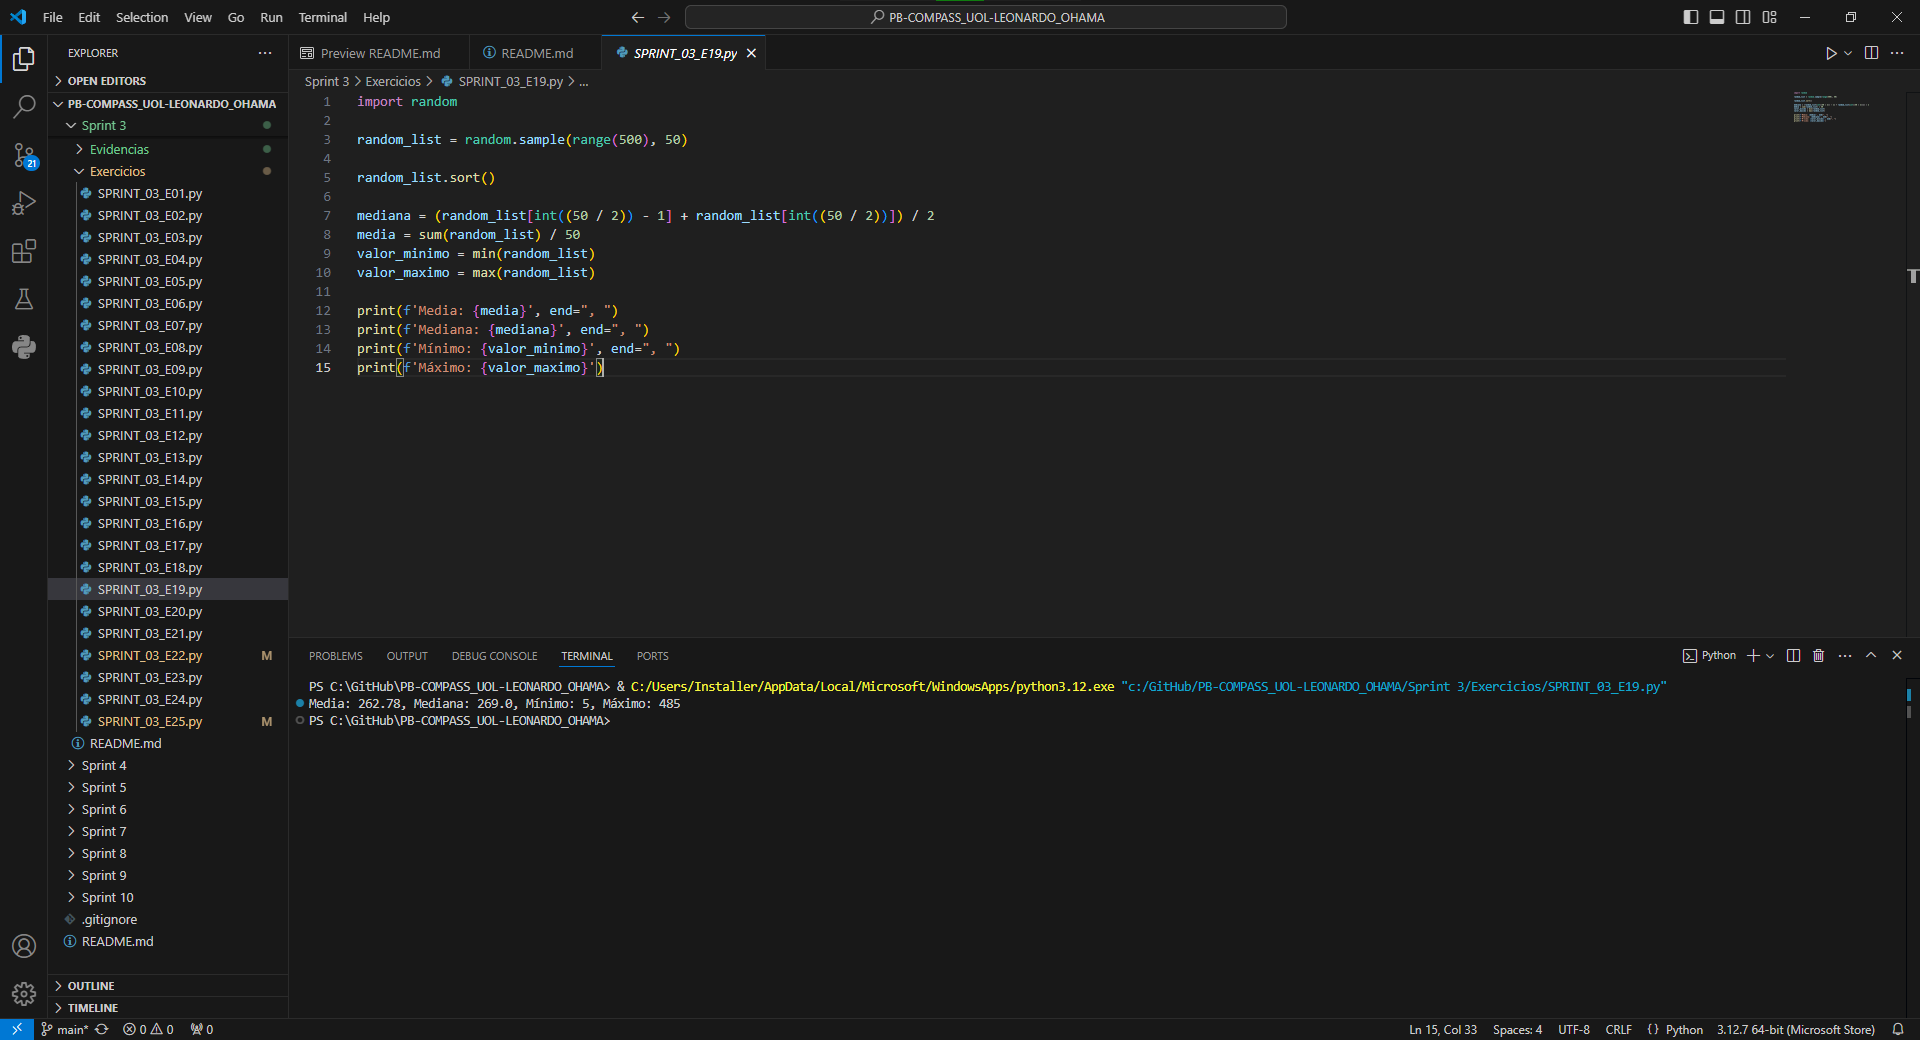 File Edit Selection View Go Run Terminal Help
PB-COMPASS_UOL-LEONARDO_OHAMA
EXPLORER
OPEN EDITORS
PB-COMPASS_UOL-LEONARDO_OHAMA
Sprint 3
Evidencias
Exercicios
SPRINT_03_E01.py
SPRINT_03_E02.py
SPRINT_03_E03.py
SPRINT_03_E04.py
SPRINT_03_E05.py
SPRINT_03_E06.py
SPRINT_03_E07.py
SPRINT_03_E08.py
SPRINT_03_E09.py
SPRINT_03_E10.py
SPRINT_03_E11.py
SPRINT_03_E12.py
SPRINT_03_E13.py
SPRINT_03_E14.py
SPRINT_03_E15.py
SPRINT_03_E16.py
SPRINT_03_E17.py
SPRINT_03_E18.py
SPRINT_03_E19.py
SPRINT_03_E20.py
SPRINT_03_E21.py
SPRINT_03_E22.py M
SPRINT_03_E23.py
SPRINT_03_E24.py
SPRINT_03_E25.py M
README.md
Sprint 4
Sprint 5
Sprint 6
Sprint 7
Sprint 8
Sprint 9
Sprint 10
.gitignore
README.md
OUTLINE
TIMELINE
21
Preview README.md README.md SPRINT_03_E19.py
Sprint 3 > Exercicios > SPRINT_03_E19.py > ...
1 import random
2
3 random_list = random.sample(range(500), 50)
4
5 random_list.sort()
6
7 mediana = (random_list[int((50 / 2)) - 1] + random_list[int((50 / 2))]) / 2
8 media = sum(random_list) / 50
9 valor_minimo = min(random_list)
10 valor_maximo = max(random_list)
11
12 print(f'Media: {media}', end=", ")
13 print(f'Mediana: {mediana}', end=", ")
14 print(f'Mínimo: {valor_minimo}', end=", ")
15 print(f'Máximo: {valor_maximo}')
PROBLEMS OUTPUT DEBUG CONSOLE TERMINAL PORTS
Python
PS C:\GitHub\PB-COMPASS_UOL-LEONARDO_OHAMA> & C:/Users/Installer/AppData/Local/Microsoft/WindowsApps/python3.12.exe "c:/GitHub/PB-COMPASS_UOL-LEONARDO_OHAMA/Sprint 3/Exercicios/SPRINT_03_E19.py"
Media: 262.78, Mediana: 269.0, Mínimo: 5, Máximo: 485
PS C:\GitHub\PB-COMPASS_UOL-LEONARDO_OHAMA>
main* 0 0 0
Ln 15, Col 33 Spaces: 4 UTF-8 CRLF {} Python 3.12.7 64-bit (Microsoft Store)